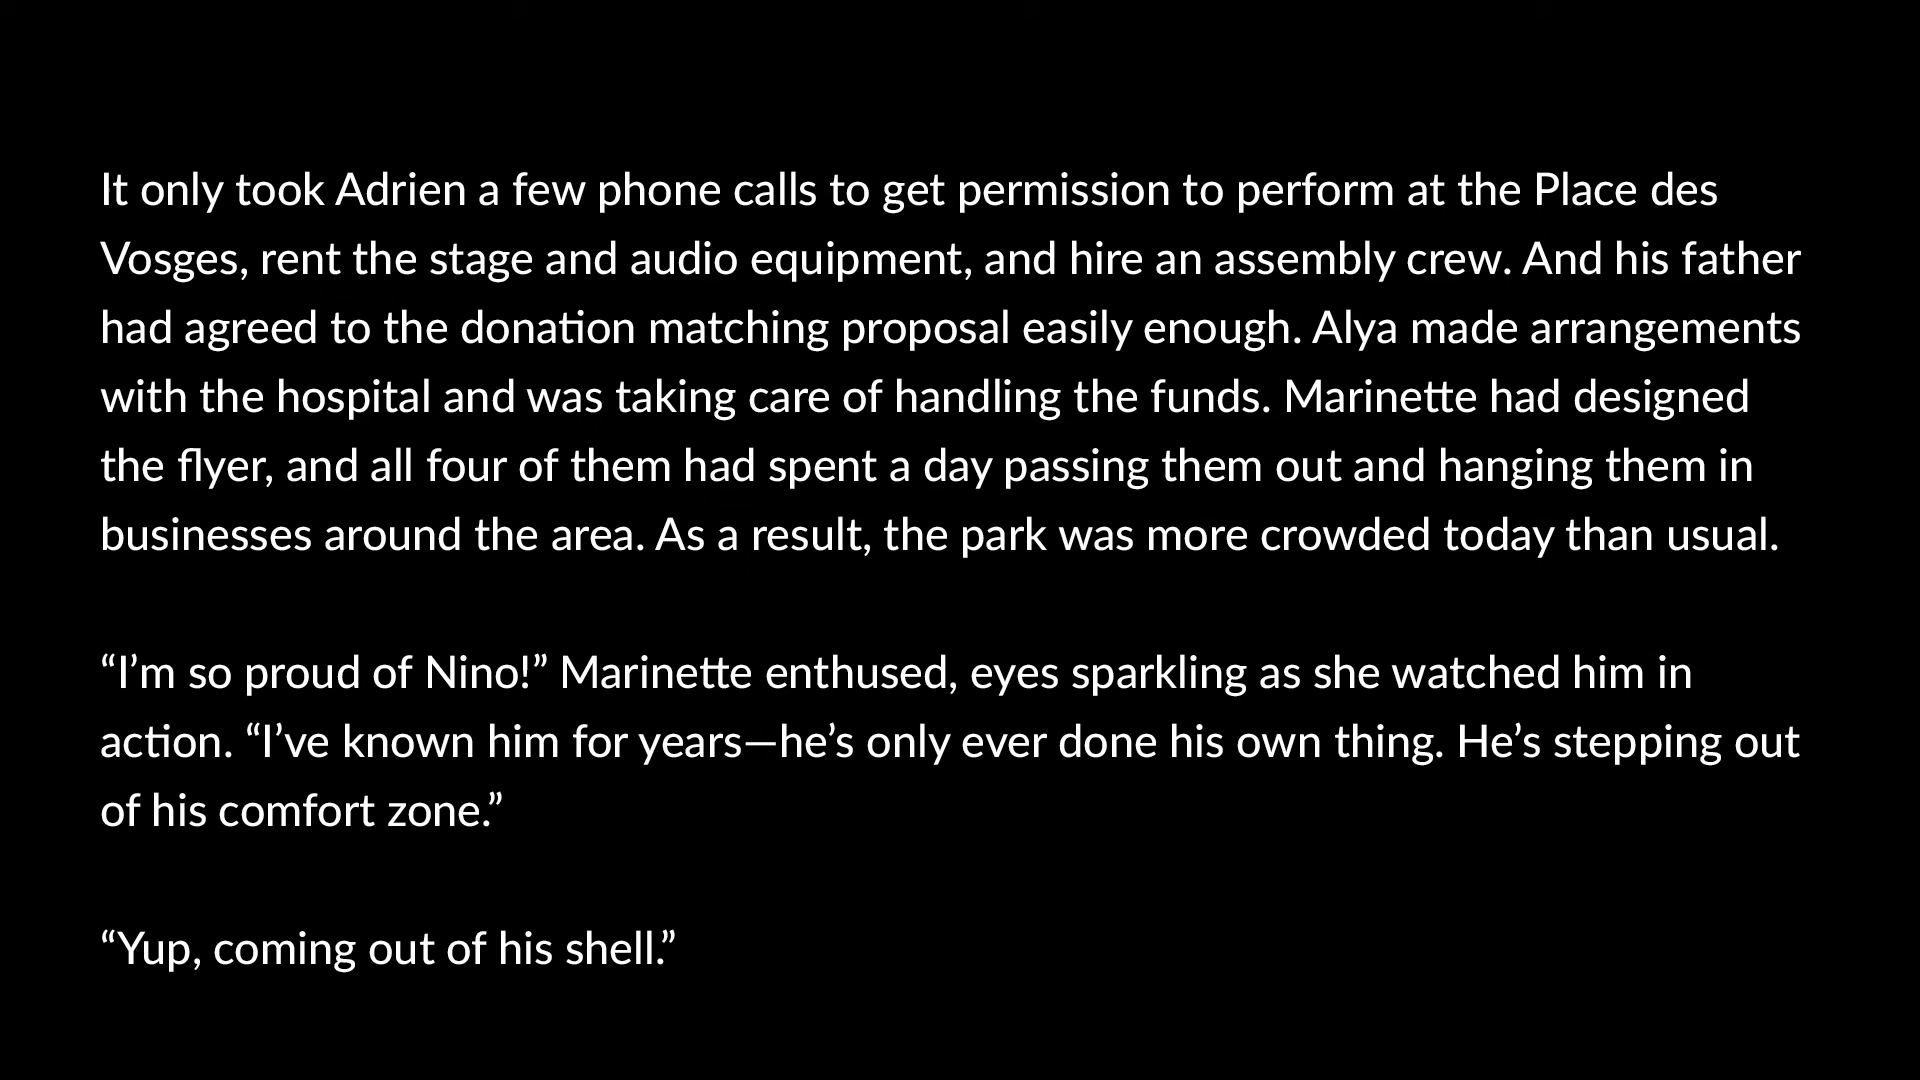 It only took Adrien a few phone calls to get permission to perform at the Place des
Vosges, rent the stage and audio equipment, and hire an assembly crew. And his father
had agreed to the donation matching proposal easily enough. Alya made arrangements
with the hospital and was taking care of handling the funds. Marinette had designed
the flyer, and all four of them had spent a day passing them out and hanging them in
businesses around the area. As a result, the park was more crowded today than usual.
“I’m so proud of Nino!” Marinette enthused, eyes sparkling as she watched him in
action. “I’ve known him for years—he’s only ever done his own thing. He’s stepping out
of his comfort zone.”
“Yup, coming out of his shell.”